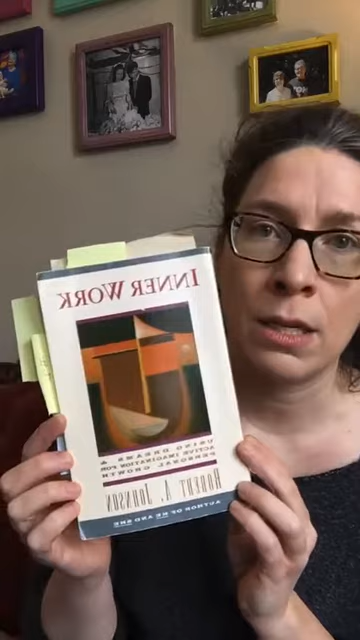 INNER WORK
USING DREAMS &
ACTIVE IMAGINATION FOR
PERSONAL GROWTH
ROBERT A. JOHNSON
AUTHOR OF HE AND SHE